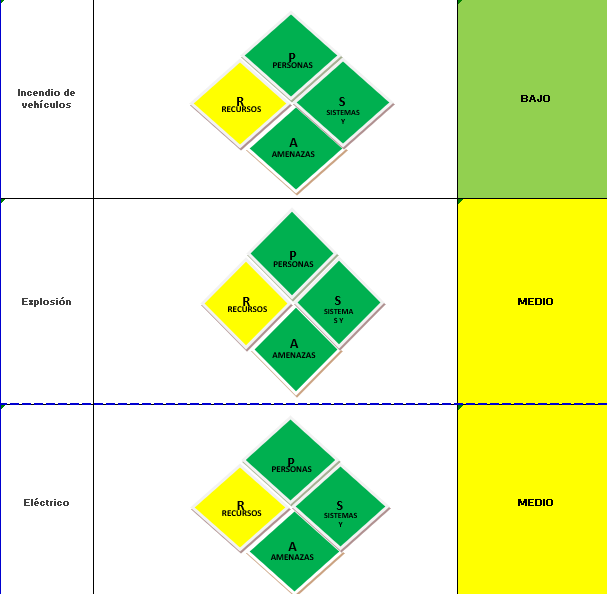 Incendio de
vehículos
p
PERSONAS
R
RECURSOS
S
SISTEMAS
Y
A
AMENAZAS
BAJO
Explosión
p
PERSONAS
R
RECURSOS
S
SISTEMA
S Y
A
AMENAZAS
MEDIO
Eléctrico
p
PERSONAS
R
RECURSOS
S
SISTEMAS
Y
A
AMENAZAS
MEDIO